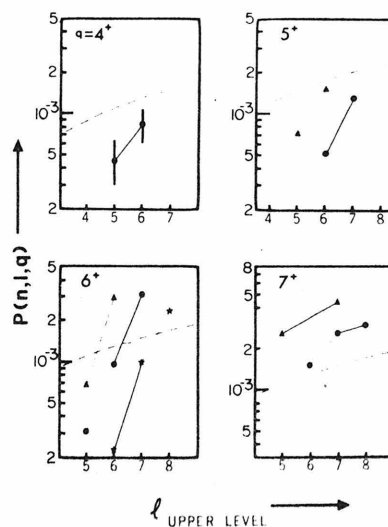 q=4⁺
5⁺
5 2 10⁻³ 5 2
5 2 10⁻³ 5 2
4 5 6 7
4 5 6 7 8
P(n,l,q)
6⁺
7⁺
5 2 10⁻³ 5 2
8 5 2 10⁻³ 5
5 6 7 8
5 6 7 8
ℓ UPPER LEVEL